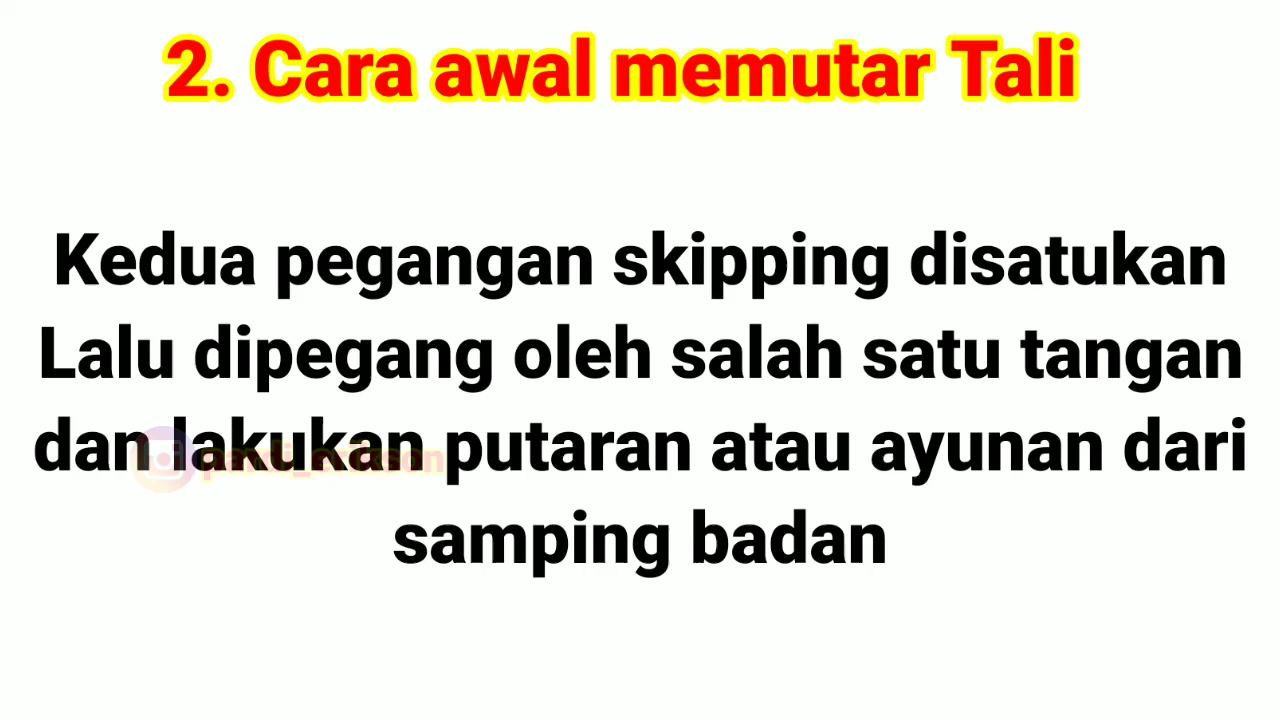 2. Cara awal memutar Tali
Kedua pegangan skipping disatukan
Lalu dipegang oleh salah satu tangan
dan lakukan putaran atau ayunan dari
samping badan
pandi_erikson